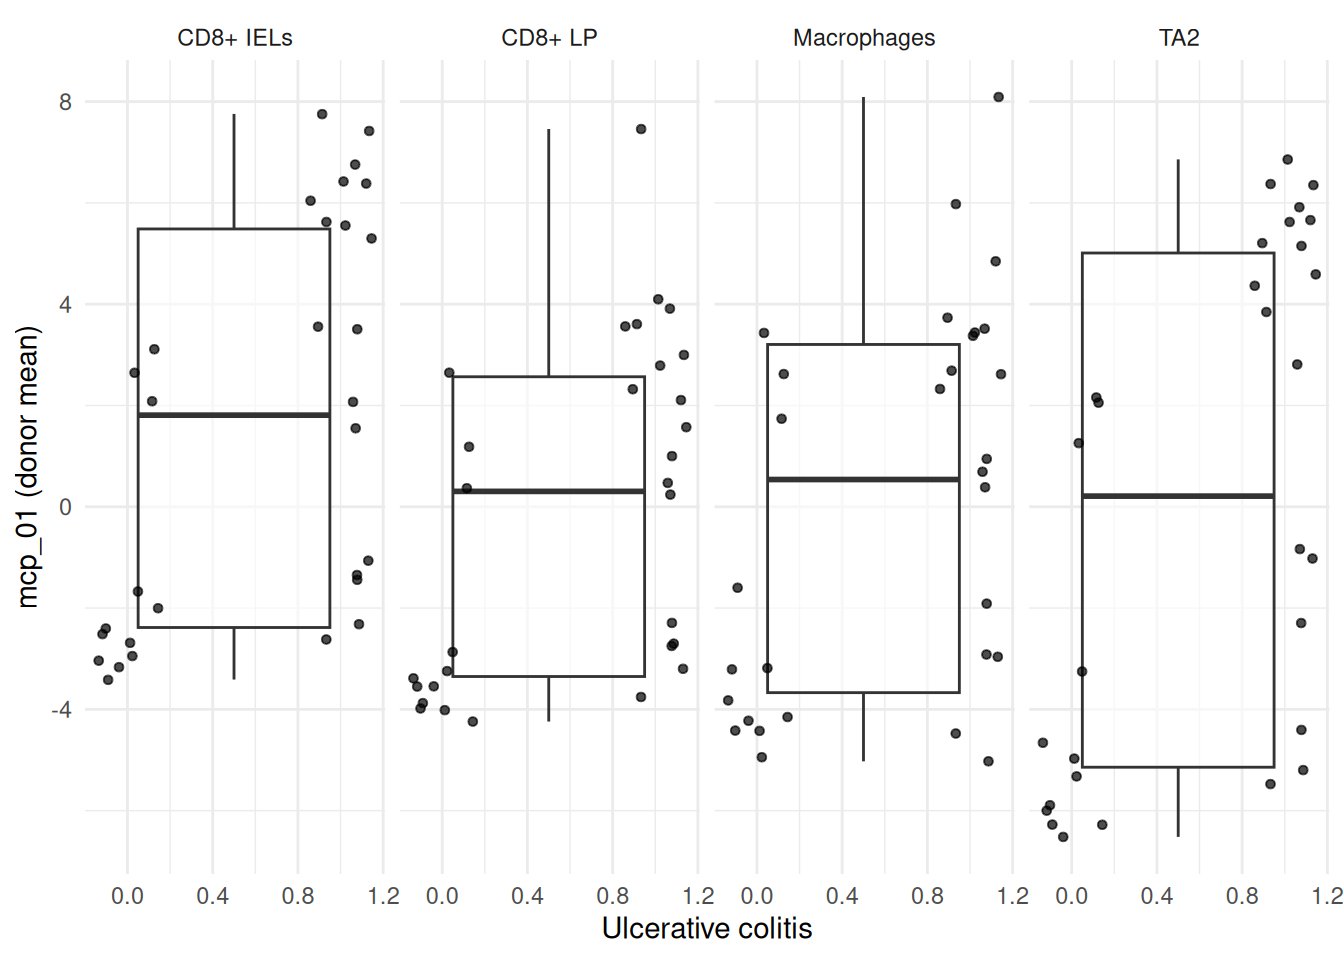 CD8+ IELs CD8+ LP Macrophages TA2
8
4
0
-4
mcp_01 (donor mean)
0.0 0.4 0.8 1.2 0.0 0.4 0.8 1.2 0.0 0.4 0.8 1.2 0.0 0.4 0.8 1.2
Ulcerative colitis